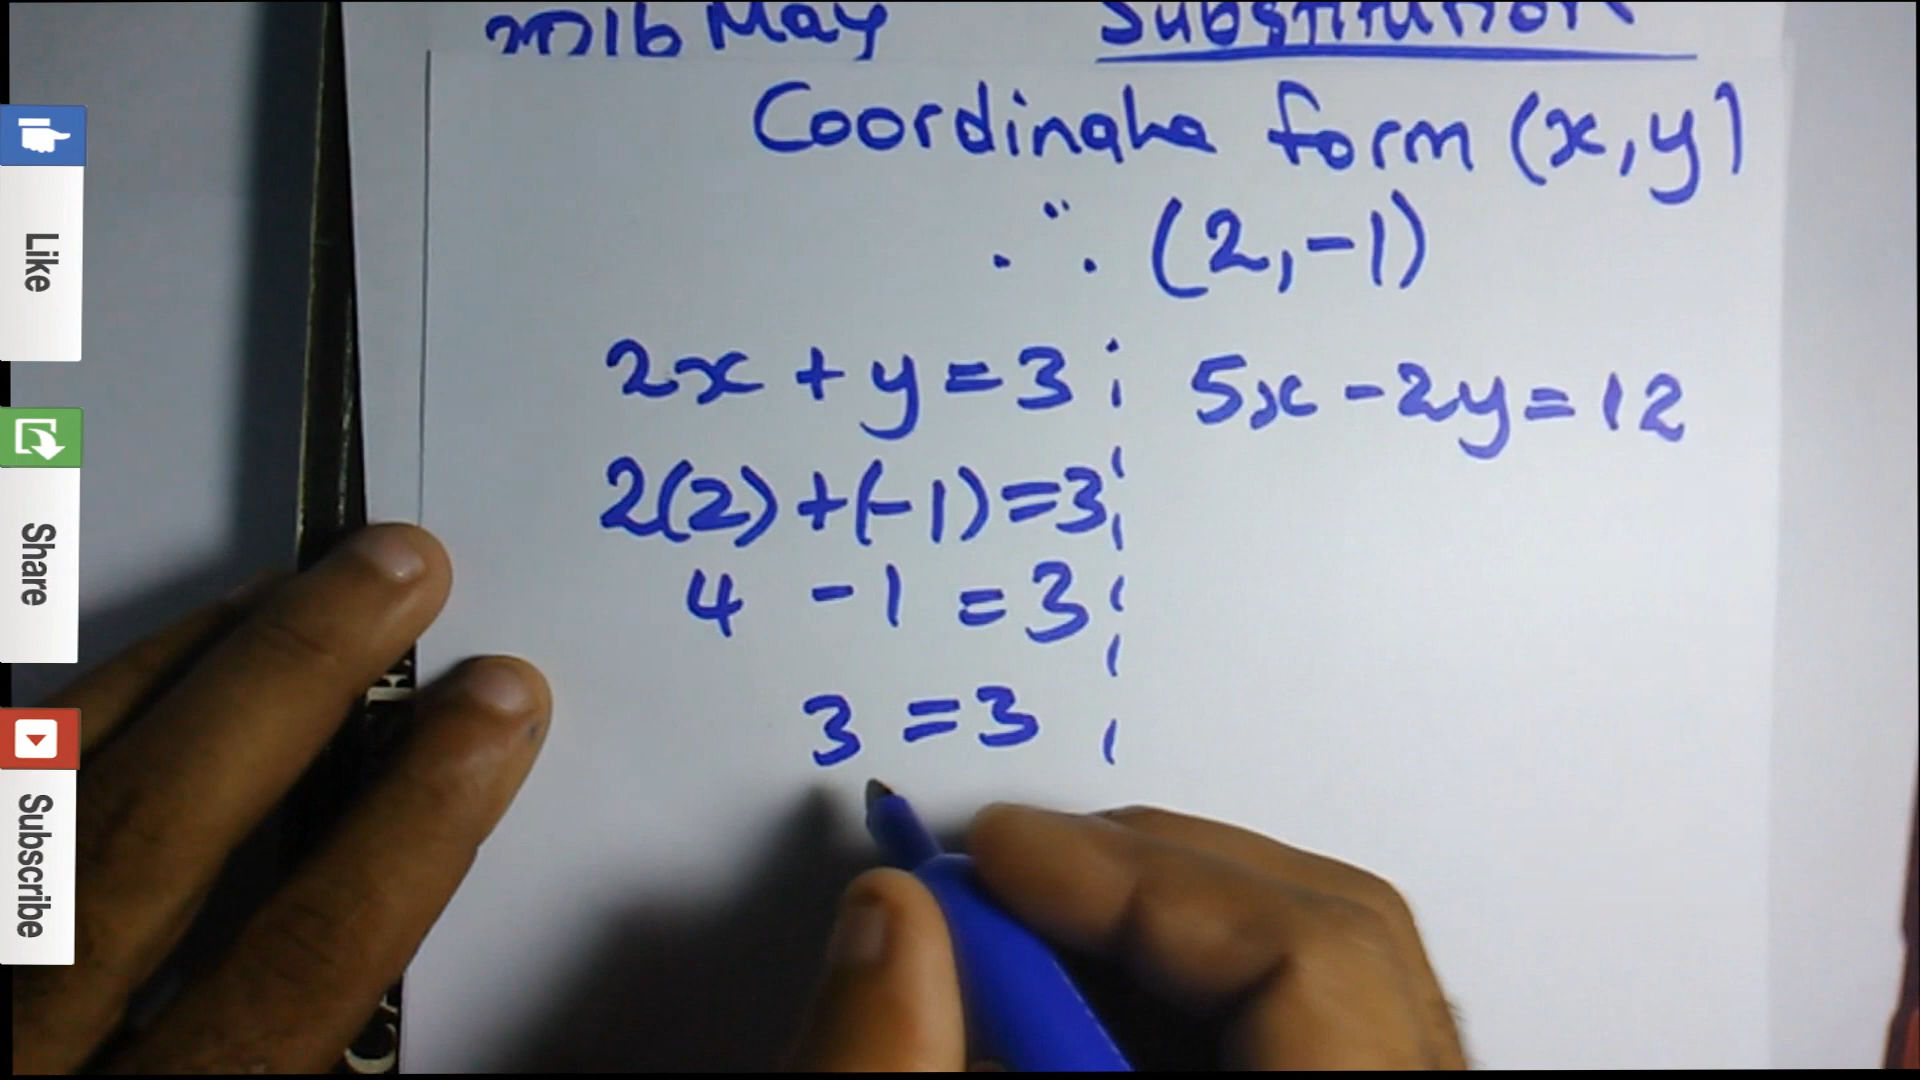 May Substitution
Coordinate form (x,y)
∴ (2,-1)
2x + y = 3
2(2) + (-1) = 3
4 - 1 = 3
3 = 3
5x - 2y = 12
Like
Share
Subscribe